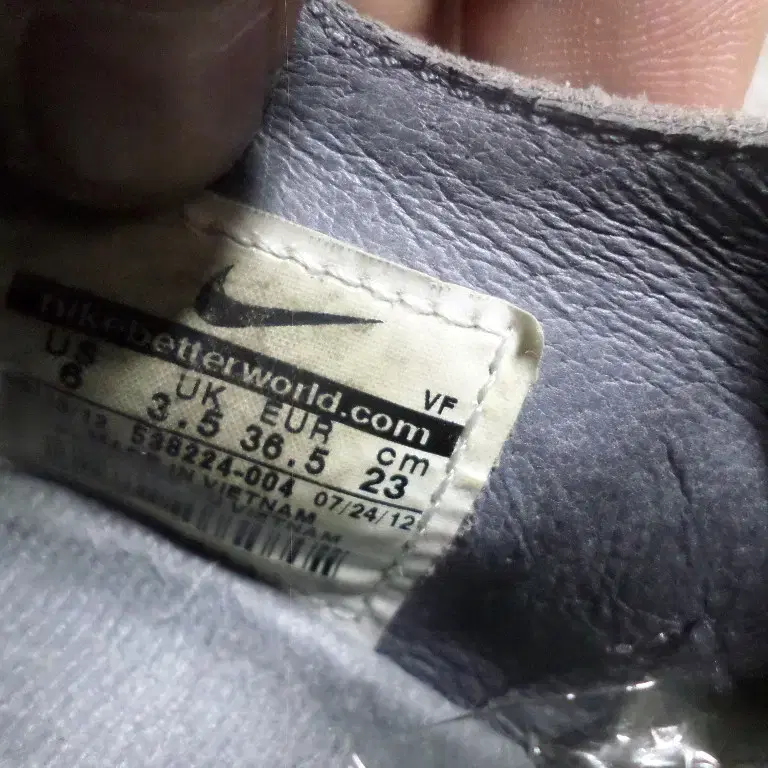 nikebetterworld.com
VF
US UK EUR cm
6 3.5 36.5 23
538224-004 07/24/12
IN VIETNAM
VIETNAM